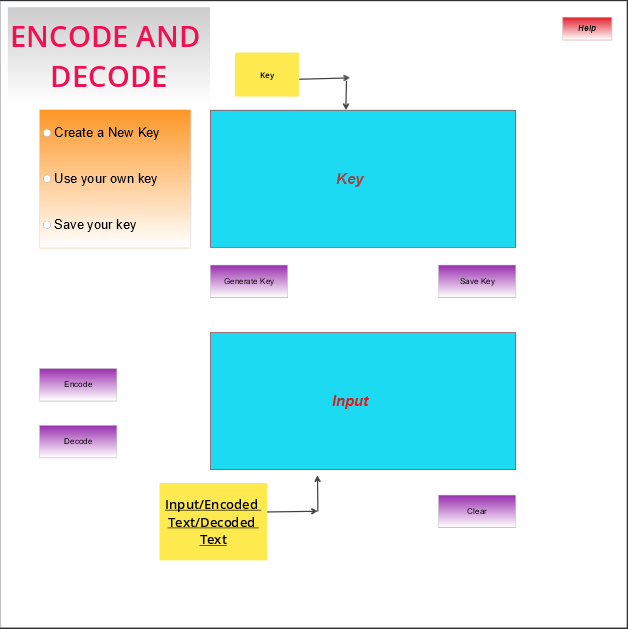 ENCODE AND
DECODE
Help
Key
Create a New Key
Use your own key
Save your key
Key
Generate Key
Save Key
Encode
Decode
Input
Input/Encoded
Text/Decoded
Text
Clear